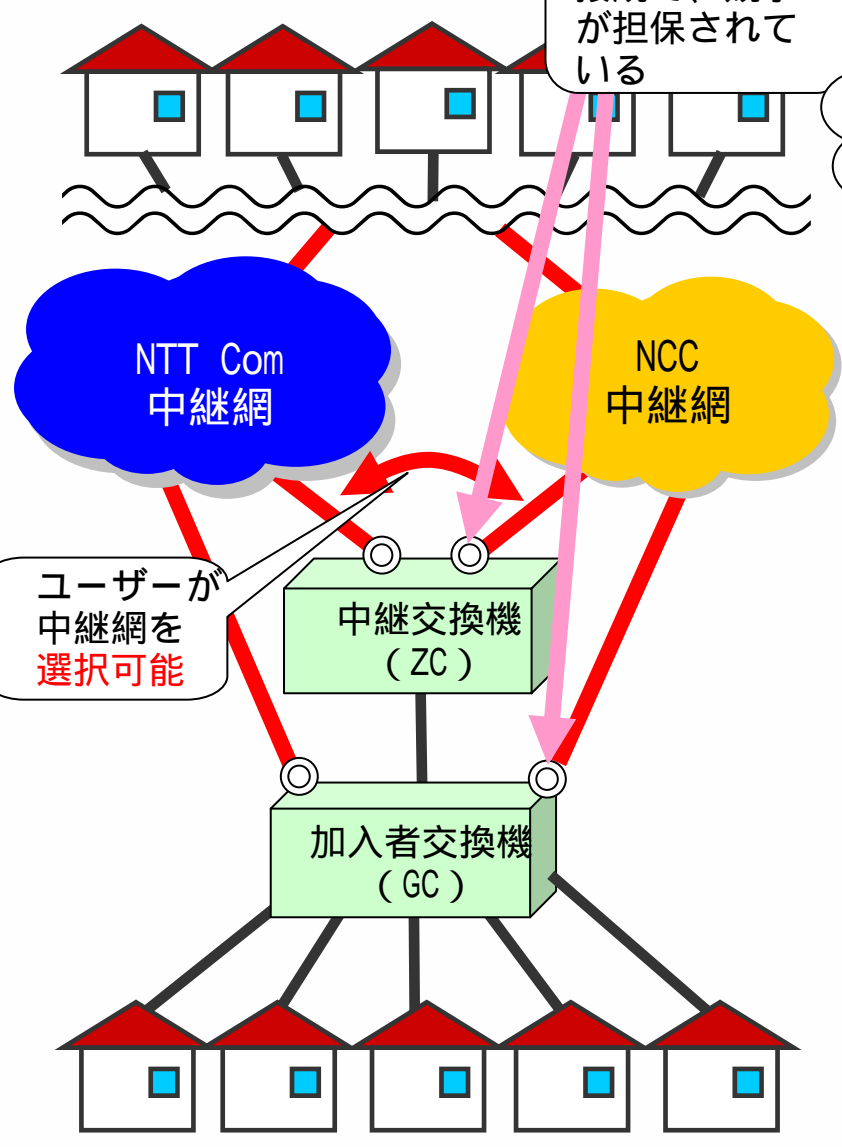 が担保されて
いる
NTT Com
中継網
NCC
中継網
ユーザーが
中継網を
選択可能
中継交換機
(ZC)
加入者交換機
(GC)